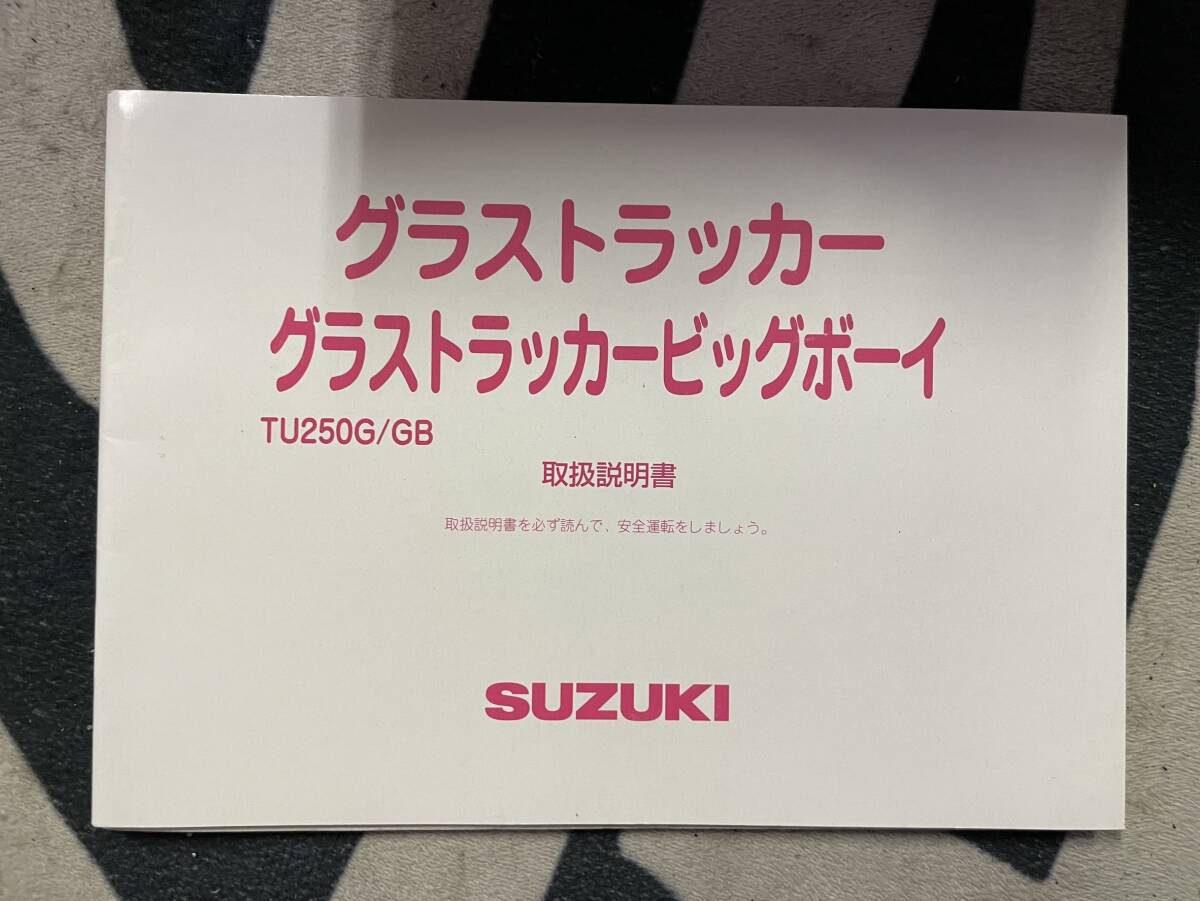 グラストラッカー
グラストラッカービッグボーイ
TU250G/GB
取扱説明書
取扱説明書を必ず読んで、安全運転をしましょう。
SUZUKI